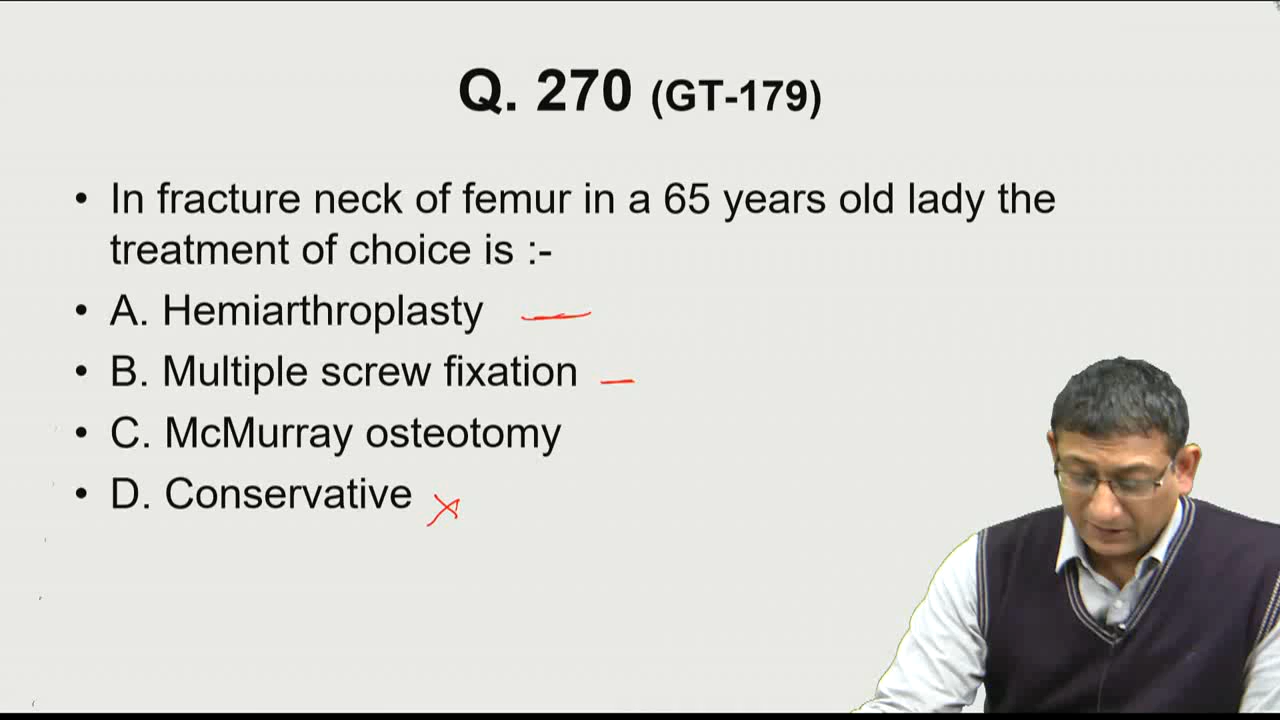 Q. 270 (GT-179)
• In fracture neck of femur in a 65 years old lady the
treatment of choice is :-
• A. Hemiarthroplasty
• B. Multiple screw fixation
• C. McMurray osteotomy
• D. Conservative